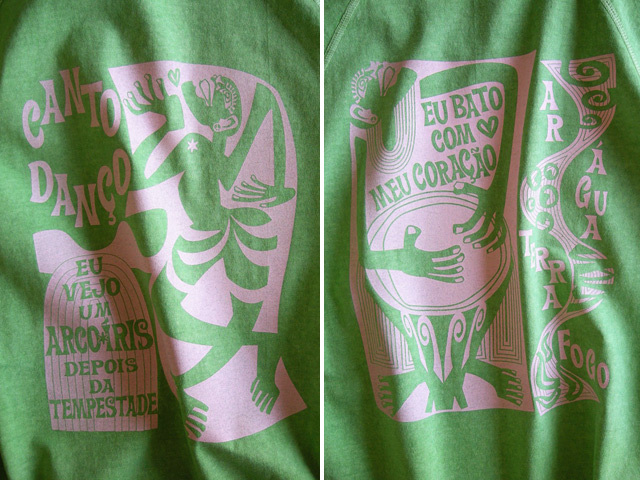 CANTO
DANÇO
EU
VEJO
UM
ARCO-ÍRIS
DEPOIS
DA
TEMPESTADE
EU BATO
COM
MEU CORAÇÃO
AR
ÁGUA
TERRA
FOGO